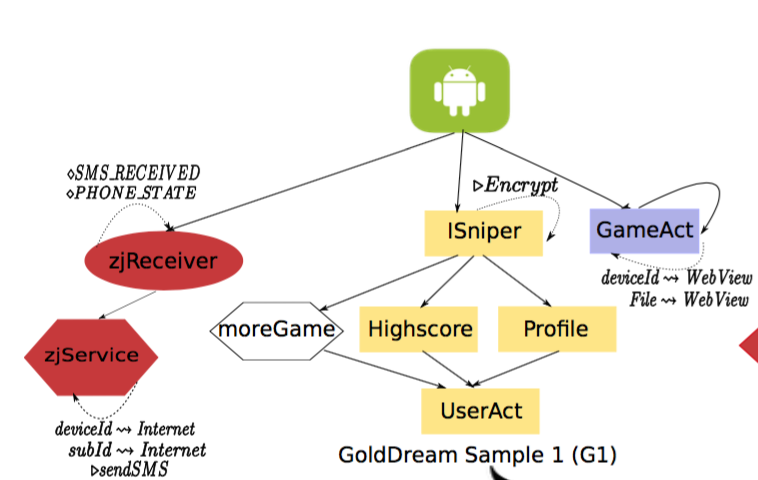 ◇SMS_RECEIVED
◇PHONE_STATE
▷Encrypt
zjReceiver
ISniper
GameAct
deviceId ⇝ WebView
File ⇝ WebView
moreGame
Highscore
Profile
zjService
UserAct
deviceId ⇝ Internet
subId ⇝ Internet
▷sendSMS
GoldDream Sample 1 (G1)